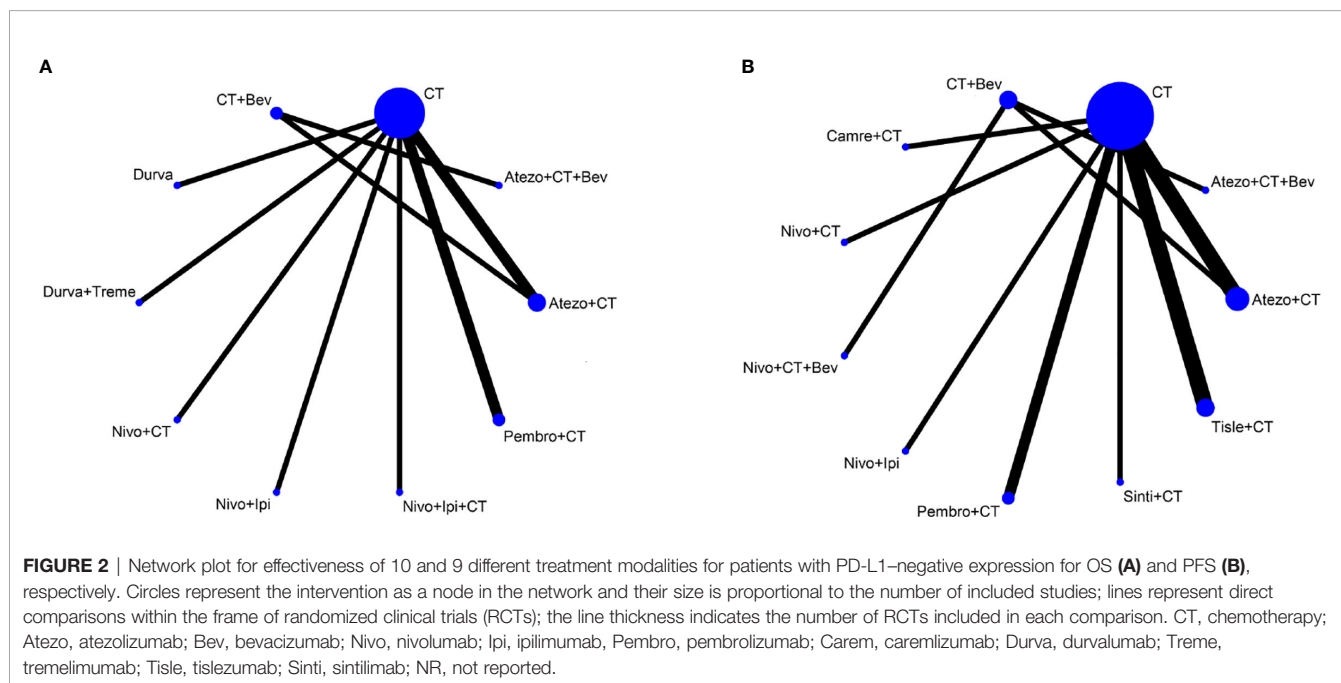 A
CT+Bev
CT
Durva
Atezo+CT+Bev
Durva+Treme
Atezo+CT
Nivo+CT
Pembro+CT
Nivo+Ipi
Nivo+Ipi+CT
B
CT+Bev
CT
Camre+CT
Atezo+CT+Bev
Nivo+CT
Atezo+CT
Nivo+CT+Bev
Tisle+CT
Nivo+Ipi
Sinti+CT
Pembro+CT
FIGURE 2 | Network plot for effectiveness of 10 and 9 different treatment modalities for patients with PD-L1–negative expression for OS (A) and PFS (B),
respectively. Circles represent the intervention as a node in the network and their size is proportional to the number of included studies; lines represent direct
comparisons within the frame of randomized clinical trials (RCTs); the line thickness indicates the number of RCTs included in each comparison. CT, chemotherapy;
Atezo, atezolizumab; Bev, bevacizumab; Nivo, nivolumab; Ipi, ipilimumab, Pembro, pembrolizumab; Carem, caremlizumab; Durva, durvalumab; Treme,
tremelimumab; Tisle, tislezumab; Sinti, sintilimab; NR, not reported.